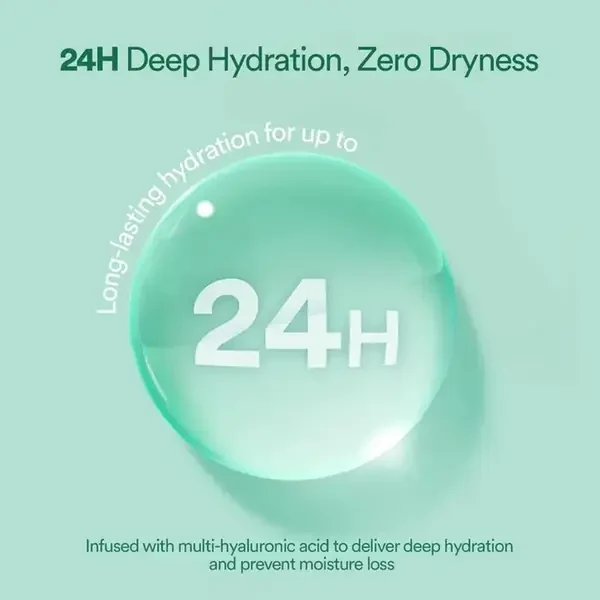 24H Deep Hydration, Zero Dryness
Long-lasting hydration for up to
24H
Infused with multi-hyaluronic acid to deliver deep hydration
and prevent moisture loss